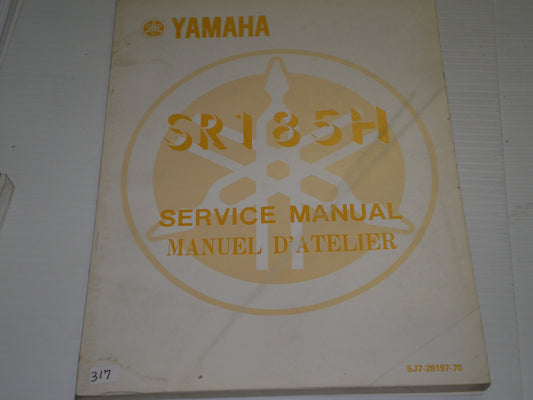 YAMAHA
SR185H
SERVICE MANUAL
MANUEL D'ATELIER
5J7-28197-70
317